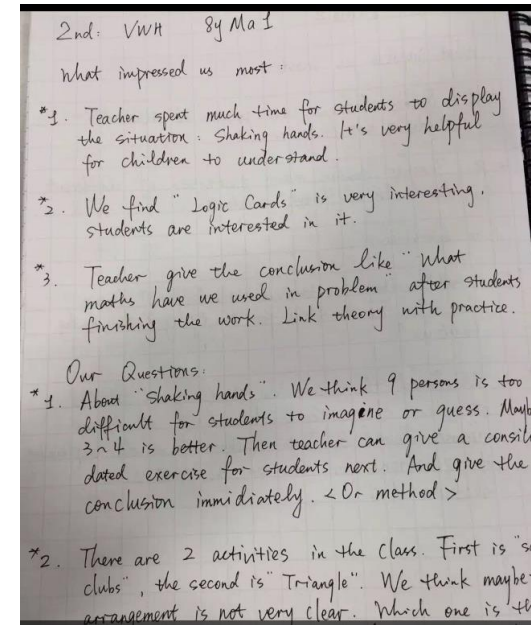 2nd: VWH 8y Ma 1
What impressed us most:
*1. Teacher spent much time for students to display
the situation: Shaking hands. It's very helpful
for children to understand.
*2. We find "Logic Cards" is very interesting.
students are interested in it.
*3. Teacher give the conclusion like "What
maths have we used in problem" after students
finishing the work. Link theory with practice.
Our Questions:
*1. About "Shaking hands". We think 9 persons is too
difficult for students to imagine or guess. Mayb
3~4 is better. Then teacher can give a consili
dated exercise for students next. And give the
conclusion immidiately. <Or method>
*2. There are 2 activities in the class. First is
clubs", the second is "Triangle". We think maybe
arrangement is not very clear. Which one is